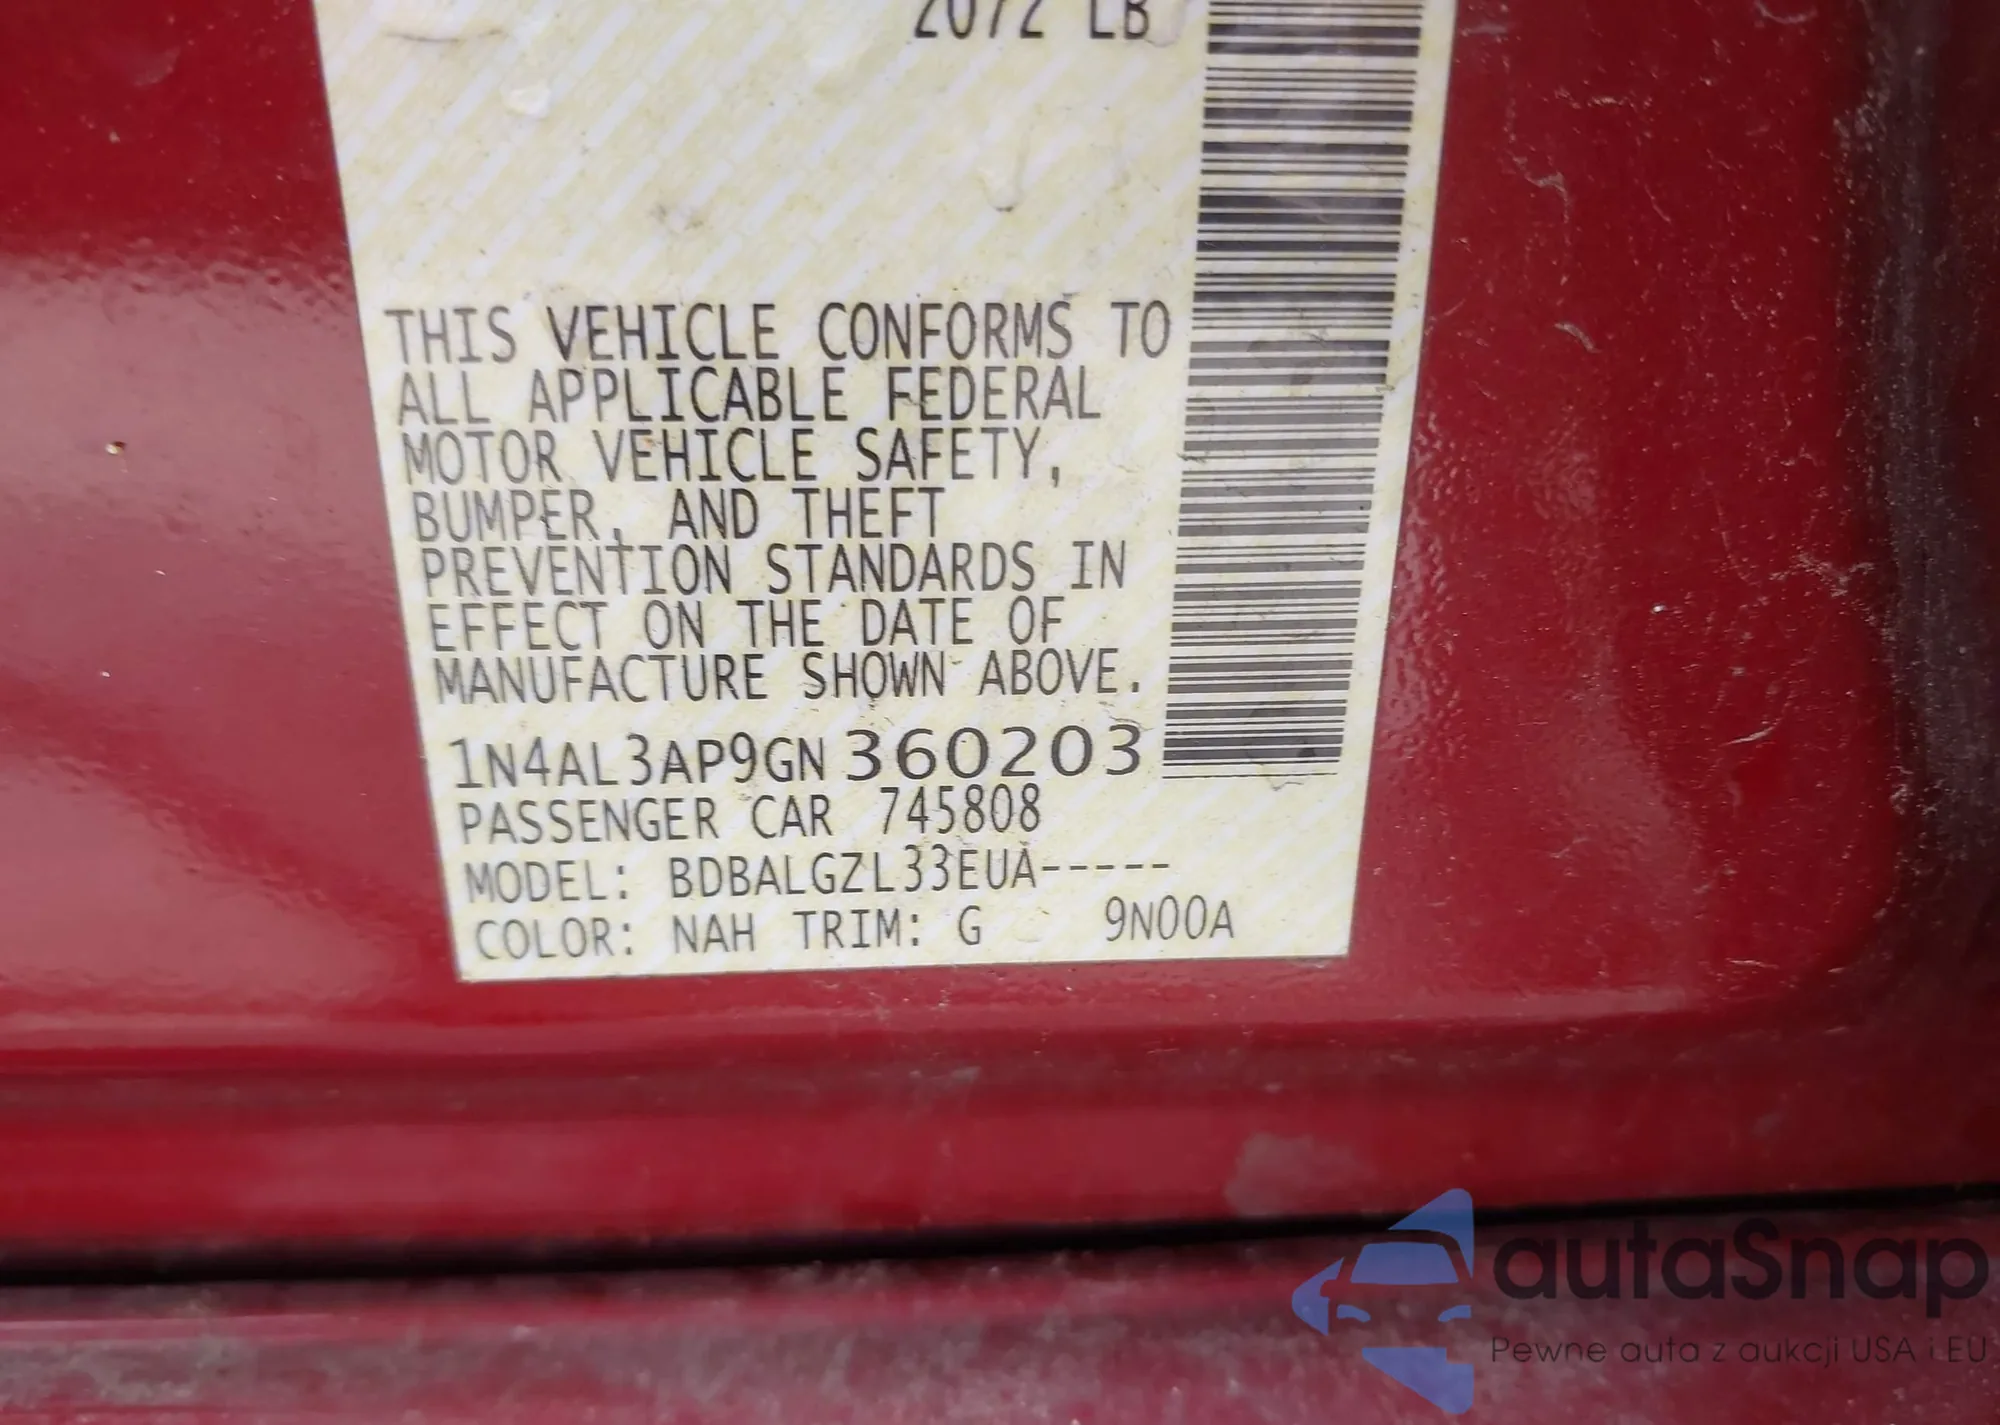 2072 LB
THIS VEHICLE CONFORMS TO
ALL APPLICABLE FEDERAL
MOTOR VEHICLE SAFETY,
BUMPER, AND THEFT
PREVENTION STANDARDS IN
EFFECT ON THE DATE OF
MANUFACTURE SHOWN ABOVE.
1N4AL3AP9GN360203
PASSENGER CAR 745808
MODEL: BDBALGZL33EUA-----
COLOR: NAH TRIM: G 9N00A
autaSnap
Pewne auta z aukcji USA i EU